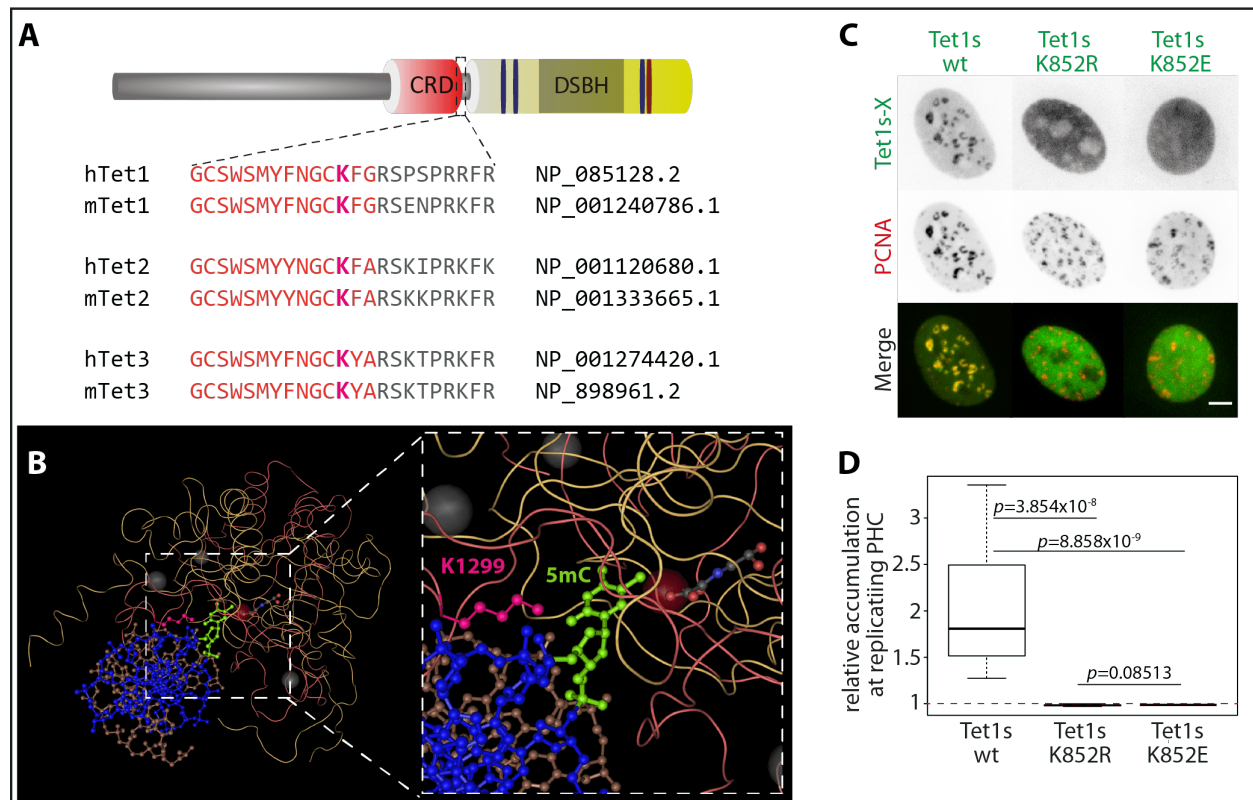 A
CRD
DSBH
hTet1 GCSWSMYFNGCKFGRSPSPRRFR NP_085128.2
mTet1 GCSWSMYFNGCKFGRSENPRKFR NP_001240786.1
hTet2 GCSWSMYYNGCKFARSKIPRKFK NP_001120680.1
mTet2 GCSWSMYYNGCKFARSKKPRKFR NP_001333665.1
hTet3 GCSWSMYFNGCKYARSKTPRKFR NP_001274420.1
mTet3 GCSWSMYFNGCKYARSKTPRKFR NP_898961.2
B
K1299
5mC
C
Tet1s wt
Tet1s K852R
Tet1s K852E
Tet1s-X
PCNA
Merge
D
relative accumulation
at replicatiing PHC
3
2.5
2
1.5
1
p=3.854x10⁻⁸
p=8.858x10⁻⁹
p=0.08513
Tet1s wt
Tet1s K852R
Tet1s K852E